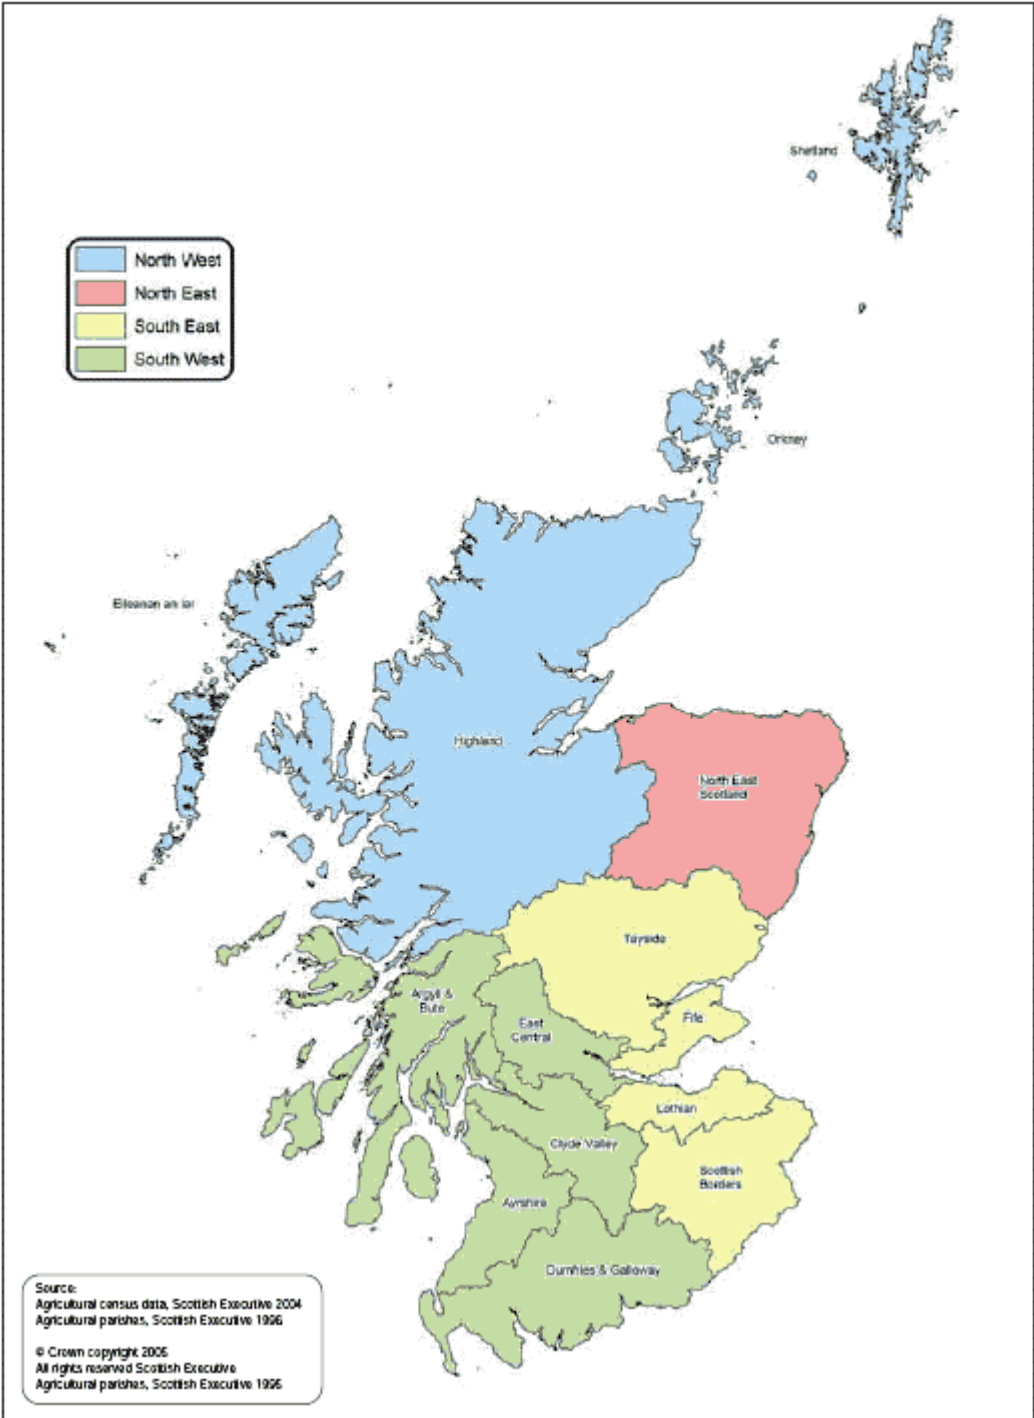 Shetland
North West
North East
South East
South West
Orkney
Eileanan an Iar
Highland
North East
Scotland
Tayside
Argyll &
Bute
Fife
East
Central
Lothian
Clyde Valley
Scottish
Borders
Ayrshire
Dumfries & Galloway
Source:
Agricultural census data, Scottish Executive 2004
Agricultural parishes, Scottish Executive 1996
© Crown copyright 2005
All rights reserved Scottish Executive
Agricultural parishes, Scottish Executive 1995